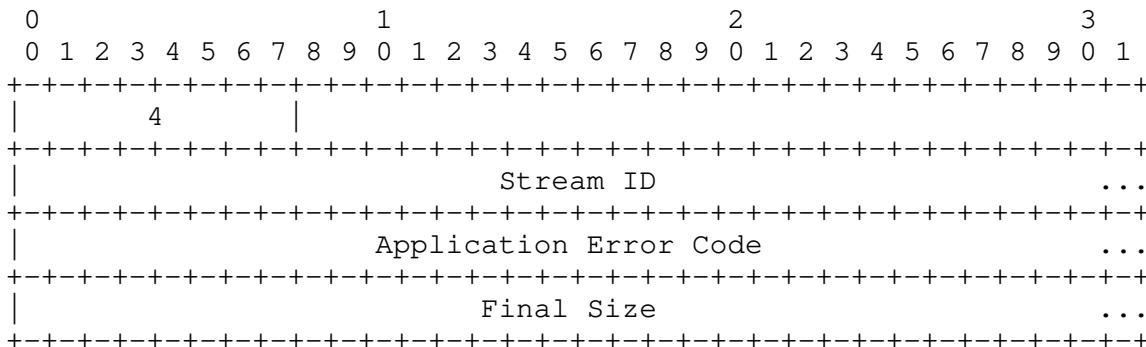 0                   1                   2                   3
 0 1 2 3 4 5 6 7 8 9 0 1 2 3 4 5 6 7 8 9 0 1 2 3 4 5 6 7 8 9 0 1
+-+-+-+-+-+-+-+-+-+-+-+-+-+-+-+-+-+-+-+-+-+-+-+-+-+-+-+-+-+-+-+-+
|       4       |
+-+-+-+-+-+-+-+-+-+-+-+-+-+-+-+-+-+-+-+-+-+-+-+-+-+-+-+-+-+-+-+-+
|                           Stream ID                         ...
+-+-+-+-+-+-+-+-+-+-+-+-+-+-+-+-+-+-+-+-+-+-+-+-+-+-+-+-+-+-+-+-+
|                    Application Error Code                   ...
+-+-+-+-+-+-+-+-+-+-+-+-+-+-+-+-+-+-+-+-+-+-+-+-+-+-+-+-+-+-+-+-+
|                          Final Size                         ...
+-+-+-+-+-+-+-+-+-+-+-+-+-+-+-+-+-+-+-+-+-+-+-+-+-+-+-+-+-+-+-+-+